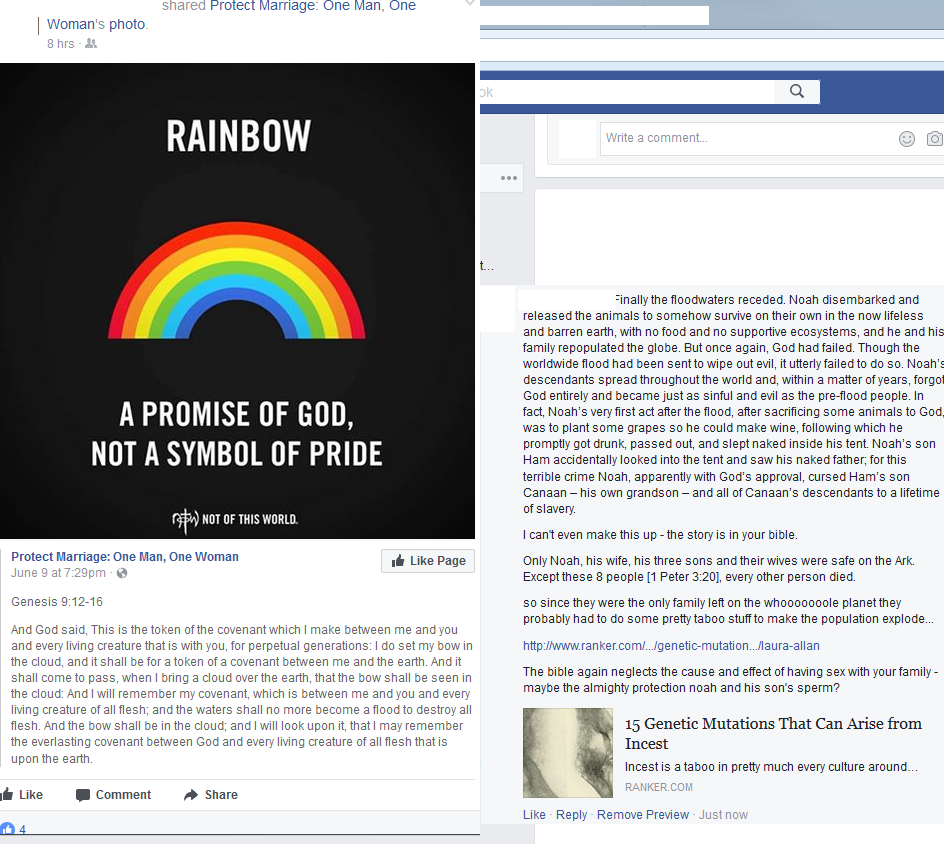 shared Protect Marriage: One Man, One
Woman's photo.
8 hrs ·
RAINBOW
A PROMISE OF GOD,
NOT A SYMBOL OF PRIDE
NOT OF THIS WORLD.
Protect Marriage: One Man, One Woman
June 9 at 7:29pm ·
Like Page
Genesis 9:12-16
And God said, This is the token of the covenant which I make between me and you
and every living creature that is with you, for perpetual generations: I do set my bow in
the cloud, and it shall be for a token of a covenant between me and the earth. And it
shall come to pass, when I bring a cloud over the earth, that the bow shall be seen in
the cloud: And I will remember my covenant, which is between me and you and every
living creature of all flesh; and the waters shall no more become a flood to destroy all
flesh. And the bow shall be in the cloud; and I will look upon it, that I may remember
the everlasting covenant between God and every living creature of all flesh that is
upon the earth.
Like Comment Share
4
ok
Write a comment...
t...
Finally the floodwaters receded. Noah disembarked and
released the animals to somehow survive on their own in the now lifeless
and barren earth, with no food and no supportive ecosystems, and he and his
family repopulated the globe. But once again, God had failed. Though the
worldwide flood had been sent to wipe out evil, it utterly failed to do so. Noah's
descendants spread throughout the world and, within a matter of years, forgot
God entirely and became just as sinful and evil as the pre-flood people. In
fact, Noah's very first act after the flood, after sacrificing some animals to God,
was to plant some grapes so he could make wine, following which he
promptly got drunk, passed out, and slept naked inside his tent. Noah's son
Ham accidentally looked into the tent and saw his naked father; for this
terrible crime Noah, apparently with God's approval, cursed Ham's son
Canaan – his own grandson – and all of Canaan's descendants to a lifetime
of slavery.
I can't even make this up - the story is in your bible.
Only Noah, his wife, his three sons and their wives were safe on the Ark.
Except these 8 people [1 Peter 3:20], every other person died.
so since they were the only family left on the whooooooole planet they
probably had to do some pretty taboo stuff to make the population explode...
http://www.ranker.com/.../genetic-mutation.../laura-allan
The bible again neglects the cause and effect of having sex with your family -
maybe the almighty protection noah and his son's sperm?
15 Genetic Mutations That Can Arise from
Incest
Incest is a taboo in pretty much every culture around…
RANKER.COM
Like · Reply · Remove Preview · Just now